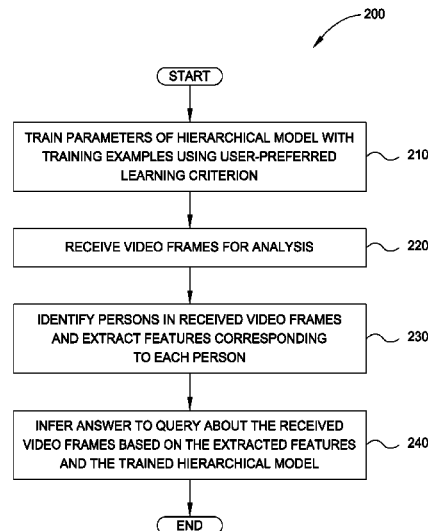 200
START
TRAIN PARAMETERS OF HIERARCHICAL MODEL WITH
TRAINING EXAMPLES USING USER-PREFERRED
LEARNING CRITERION
210
RECEIVE VIDEO FRAMES FOR ANALYSIS
220
IDENTIFY PERSONS IN RECEIVED VIDEO FRAMES
AND EXTRACT FEATURES CORRESPONDING
TO EACH PERSON
230
INFER ANSWER TO QUERY ABOUT THE RECEIVED
VIDEO FRAMES BASED ON THE EXTRACTED FEATURES
AND THE TRAINED HIERARCHICAL MODEL
240
END